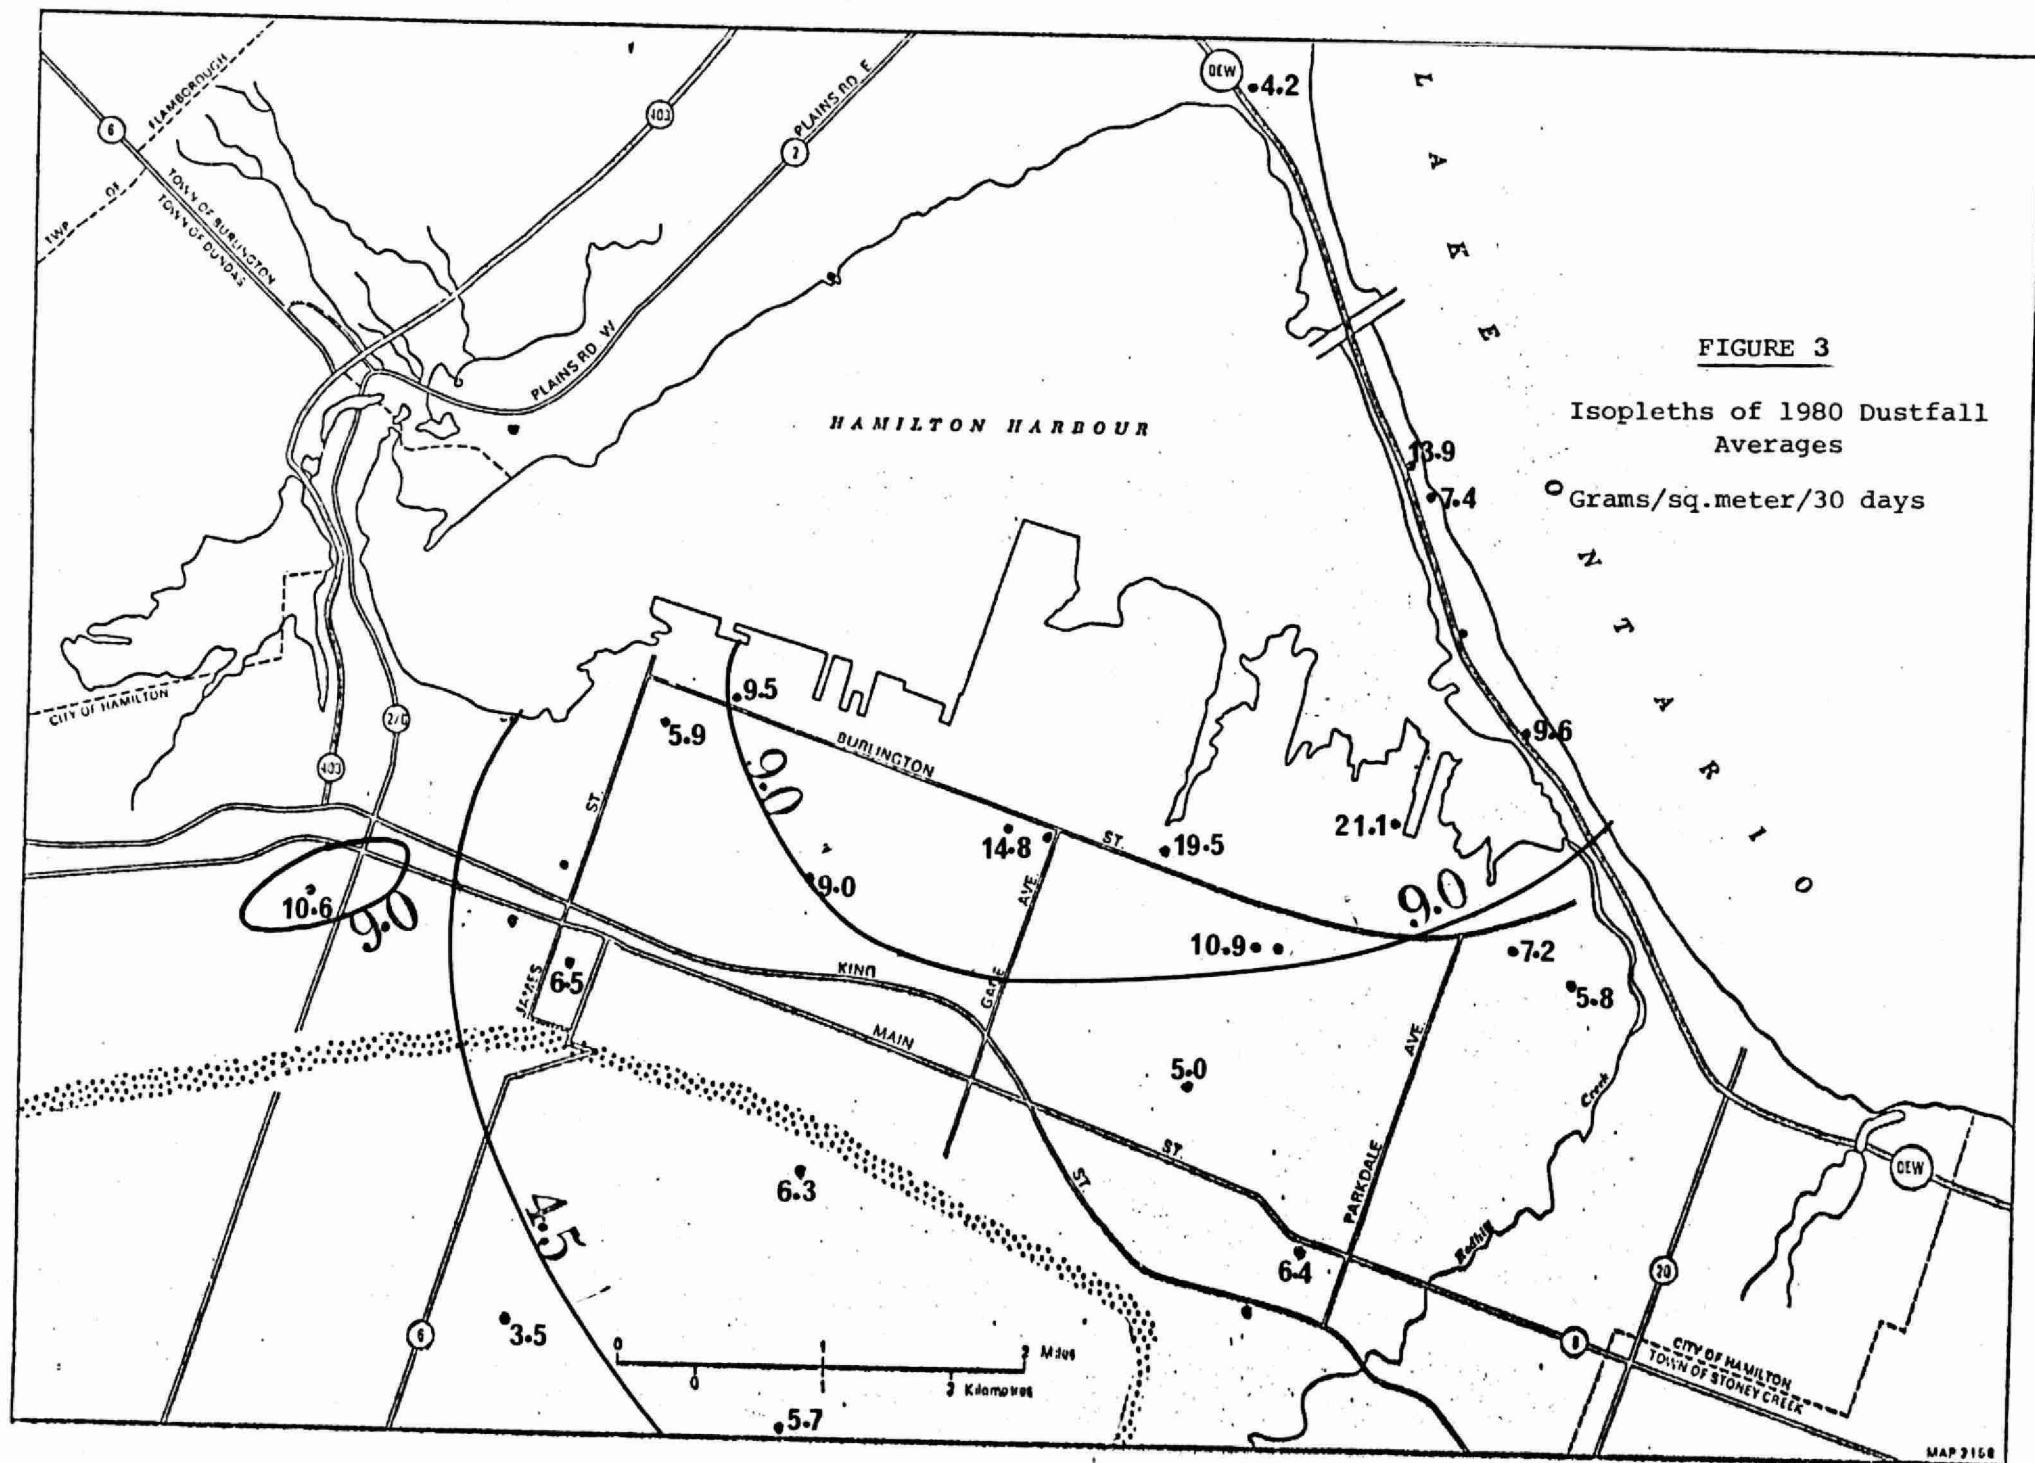 FIGURE 3
Isopleths of 1980 Dustfall
Averages
Grams/sq.meter/30 days
LAKE ONTARIO
HAMILTON HARBOUR
QEW
4.2
6
FLAMBOROUGH
OF
TWP
TOWN OF BURLINGTON
TOWN OF DUNDAS
403
2
PLAINS RD E
PLAINS RD W
13.9
7.4
9.6
CITY OF HAMILTON
403
9.5
5.9
BURLINGTON
ST.
ST.
9.0
14.8
19.5
21.1
9.0
10.6
9.0
9.0
10.9
7.2
5.8
JAMES
6.5
KING
AVE.
MAIN
5.0
AVE.
Creek
ST.
ST.
PARKDALE
Redhill
6.3
4.5
6.4
3.5
6
5.7
0 1 2 Miles
0 1 2 Kilometres
20
8
QEW
CITY OF HAMILTON
TOWN OF STONEY CREEK